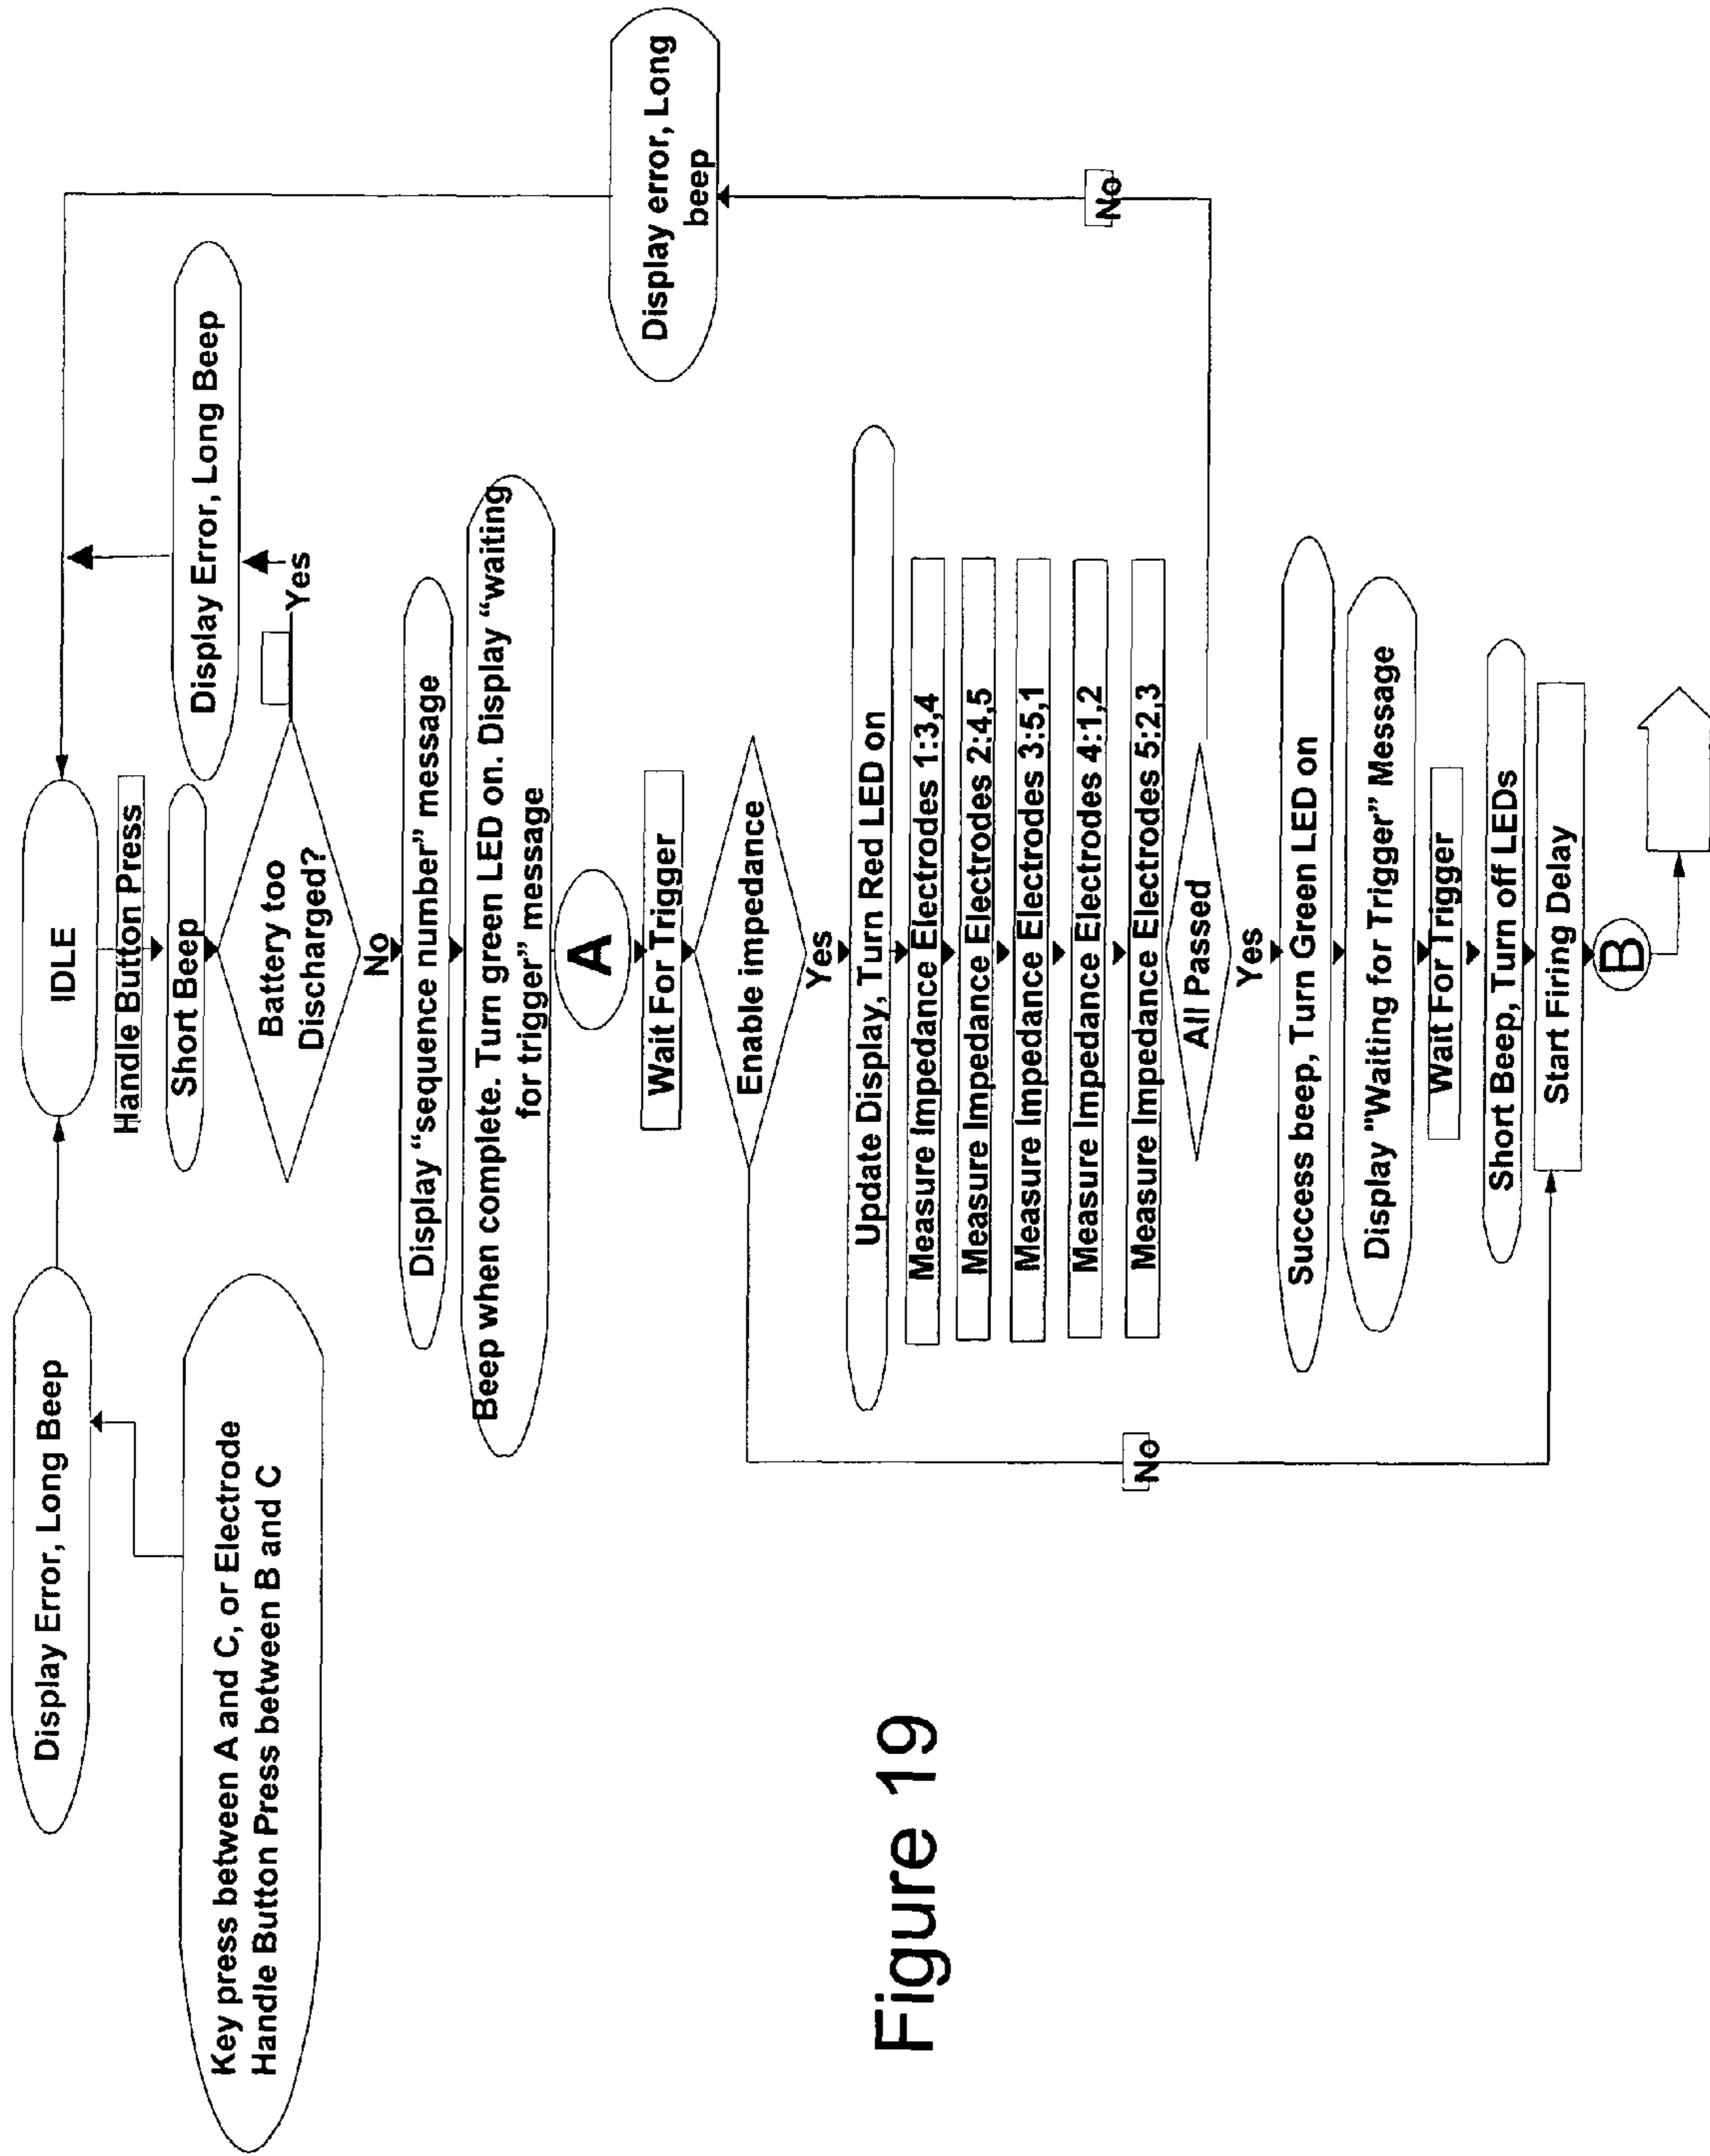 Display Error, Long Beep
Key press between A and C, or Electrode
Handle Button Press between B and C
IDLE
Handle Button Press
Short Beep
Battery too
Discharged?
Yes
Display Error, Long Beep
No
Display "sequence number" message
Beep when complete. Turn green LED on. Display "waiting
for trigger" message
A
Wait For Trigger
Enable impedance
No
Yes
Update Display, Turn Red LED on
Measure Impedance Electrodes 1:3,4
Measure Impedance Electrodes 2:4,5
Measure Impedance Electrodes 3:5,1
Measure Impedance Electrodes 4:1,2
Measure Impedance Electrodes 5:2,3
All Passed
No
Display error, Long
beep
Yes
Success beep, Turn Green LED on
Display "Waiting for Trigger" Message
Wait For Trigger
Short Beep, Turn off LEDs
Start Firing Delay
B
Figure 19